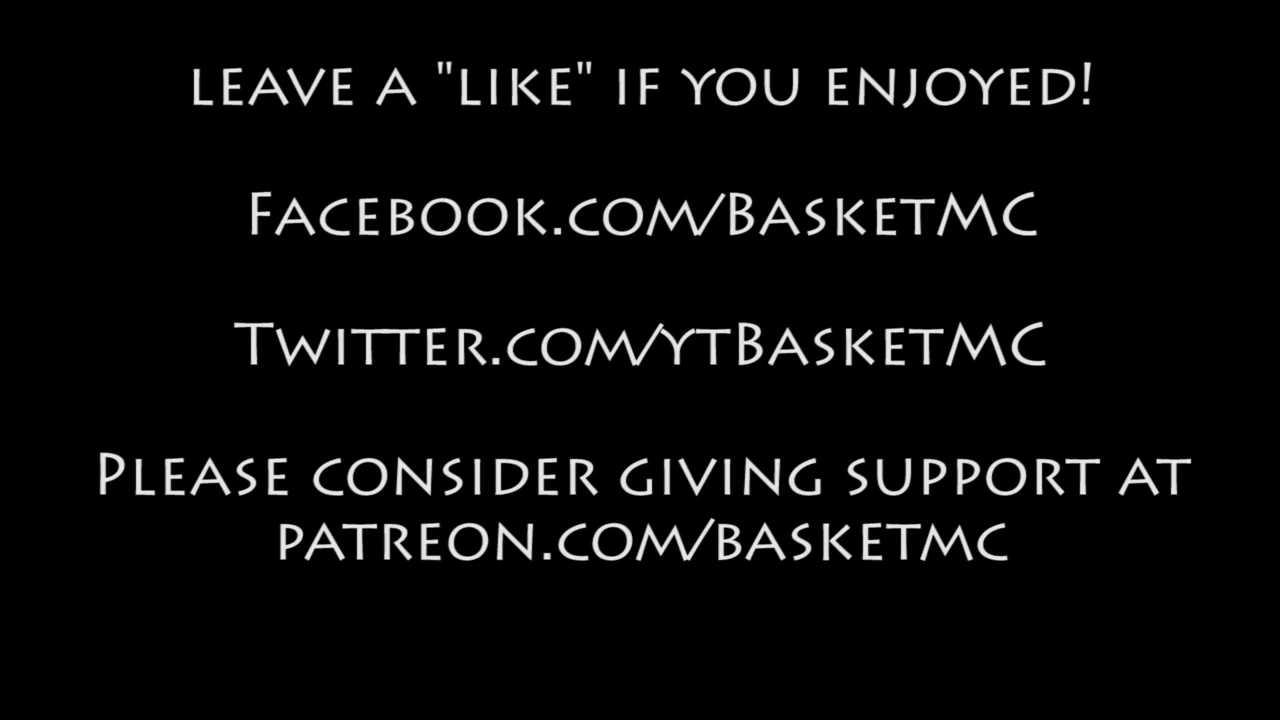 leave a "like" if you enjoyed!
Facebook.com/BasketMC
Twitter.com/ytBasketMC
Please consider giving support at
patreon.com/basketmc